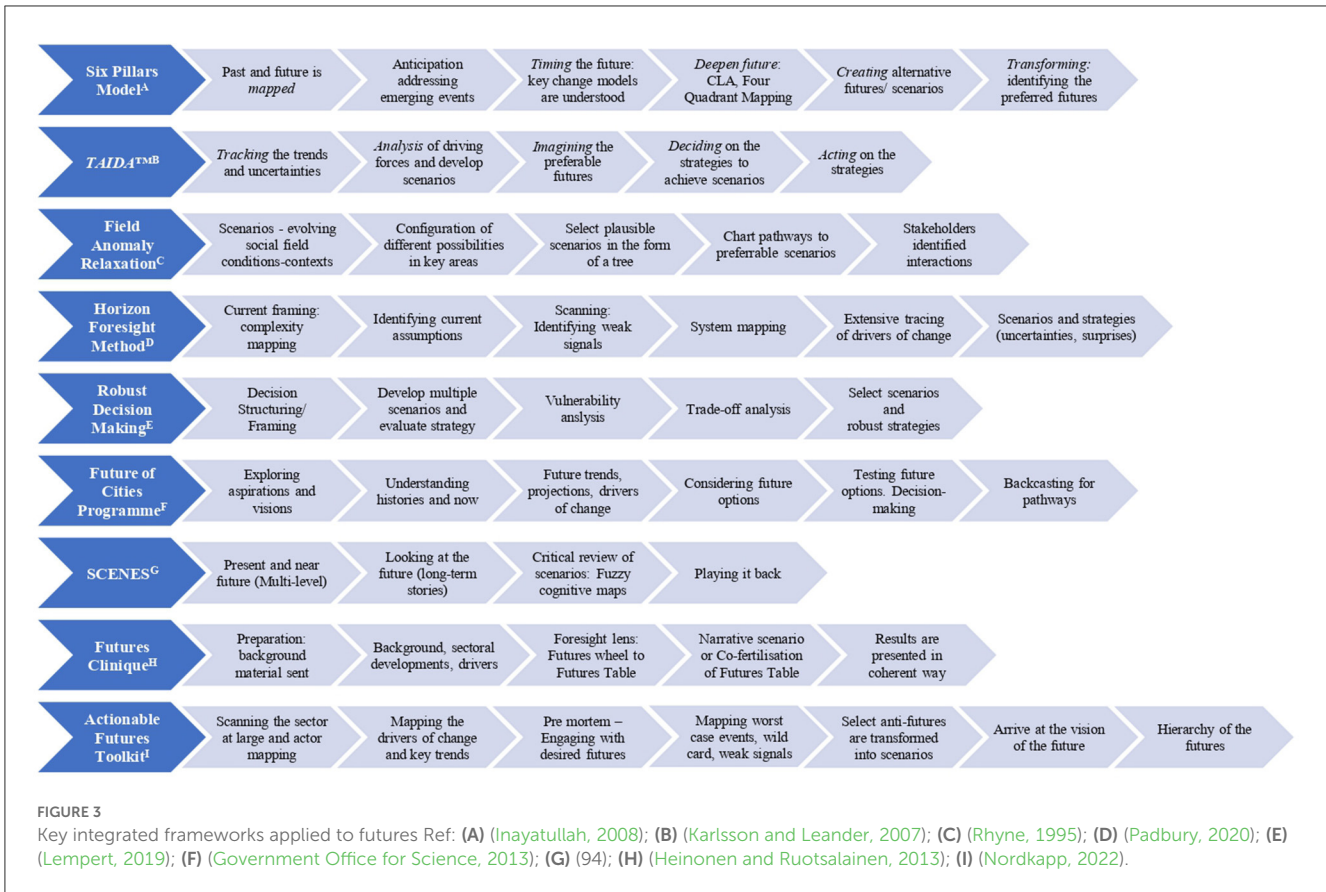 Six Pillars
Model^A
Past and future is
mapped
Anticipation
addressing
emerging events
Timing the future:
key change models
are understood
Deepen future:
CLA, Four
Quadrant Mapping
Creating alternative
futures/ scenarios
Transforming:
identifying the
preferred futures
TAIDA™B
Tracking the trends
and uncertainties
Analysis of driving
forces and develop
scenarios
Imagining the
preferable
futures
Deciding on the
strategies to
achieve scenarios
Acting on the
strategies
Field
Anomaly
Relaxation^C
Scenarios - evolving
social field
conditions-contexts
Configuration of
different possibilities
in key areas
Select plausible
scenarios in the form
of a tree
Chart pathways to
preferrable scenarios
Stakeholders
identified
interactions
Horizon
Foresight
Method^D
Current framing:
complexity
mapping
Identifying current
assumptions
Scanning:
Identifying weak
signals
System mapping
Extensive tracing
of drivers of change
Scenarios and strategies
(uncertainties, surprises)
Robust
Decision
Making^E
Decision
Structuring/
Framing
Develop multiple
scenarios and
evaluate strategy
Vulnerability
anslysis
Trade-off analysis
Select scenarios
and
robust strategies
Future of
Cities
Programme^F
Exploring
aspirations and
visions
Understanding
histories and now
Future trends,
projections, drivers
of change
Considering future
options
Testing future
options. Decision-
making
Backcasting for
pathways
SCENES^G
Present and near
future (Multi-level)
Looking at the
future (long-term
stories)
Critical review of
scenarios: Fuzzy
cognitive maps
Playing it back
Futures
Clinique^H
Preparation:
background
material sent
Background, sectoral
developments, drivers
Foresight lens:
Futures wheel to
Futures Table
Narrative scenario
or Co-fertilisation
of Futures Table
Results are
presented in
coherent way
Actionable
Futures
Toolkit^I
Scanning the sector
at large and actor
mapping
Mapping the
drivers of change
and key trends
Pre mortem –
Engaging with
desired futures
Mapping worst
case events, wild
card, weak signals
Select anti-futures
are transformed
into scenarios
Arrive at the vision
of the future
Hierarchy of the
futures
FIGURE 3
Key integrated frameworks applied to futures Ref: (A) (Inayatullah, 2008); (B) (Karlsson and Leander, 2007); (C) (Rhyne, 1995); (D) (Padbury, 2020); (E)
(Lempert, 2019); (F) (Government Office for Science, 2013); (G) (94); (H) (Heinonen and Ruotsalainen, 2013); (I) (Nordkapp, 2022).